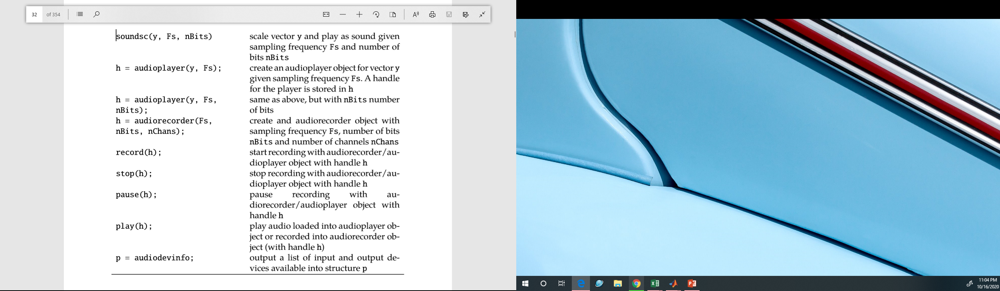 32 of 354
soundsc(y, Fs, nBits) scale vector y and play as sound given
sampling frequency Fs and number of
bits nBits
h = audioplayer(y, Fs); create an audioplayer object for vector y
given sampling frequency Fs. A handle
for the player is stored in h
h = audioplayer(y, Fs, same as above, but with nBits number
nBits); of bits
h = audiorecorder(Fs, create and audiorecorder object with
nBits, nChans); sampling frequency Fs, number of bits
nBits and number of channels nChans
record(h); start recording with audiorecorder/au-
dioplayer object with handle h
stop(h); stop recording with audiorecorder/au-
dioplayer object with handle h
pause(h); pause recording with au-
diorecorder/audioplayer object with
handle h
play(h); play audio loaded into audioplayer ob-
ject or recorded into audiorecorder ob-
ject (with handle h)
p = audiodevinfo; output a list of input and output de-
vices available into structure p
11:04 PM
10/16/2020